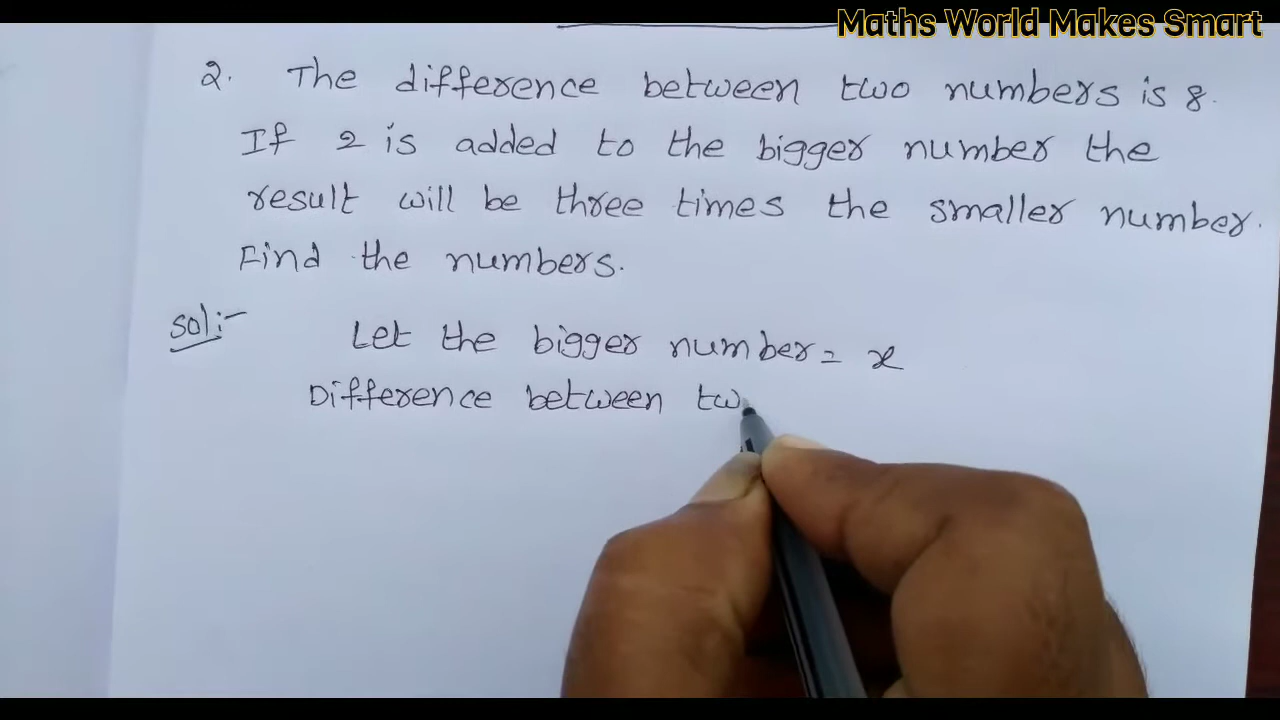 Maths World Makes Smart
2. The difference between two numbers is 8.
If 2 is added to the bigger number the
result will be three times the smaller number.
Find the numbers.
Sol:-
Let the bigger number = x
Difference between tw